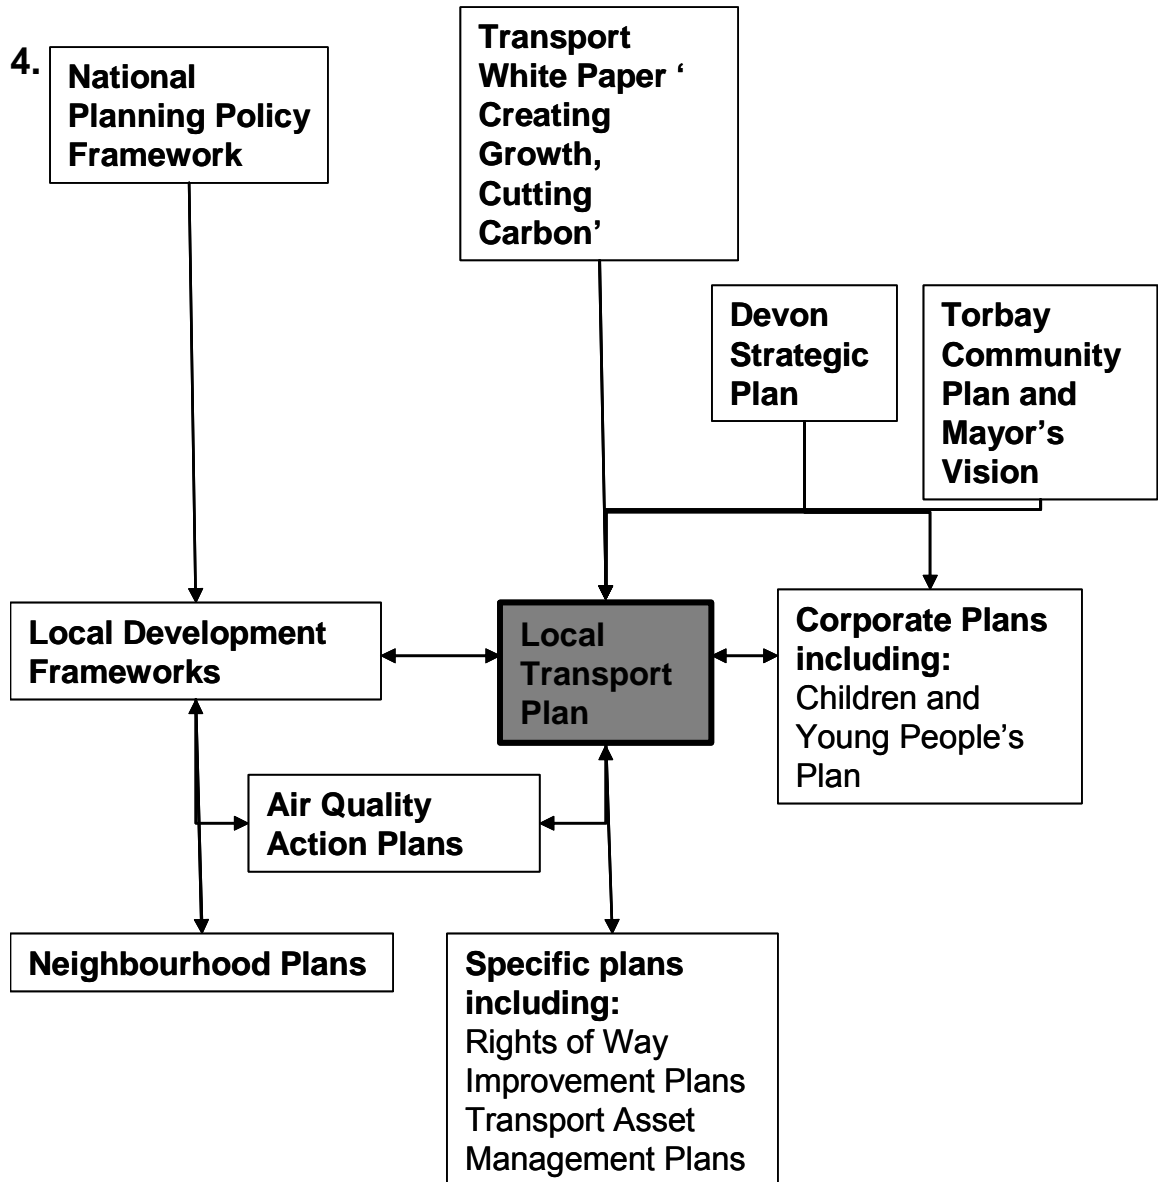 4.
National
Planning Policy
Framework
Transport
White Paper ‘
Creating
Growth,
Cutting
Carbon’
Devon
Strategic
Plan
Torbay
Community
Plan and
Mayor’s
Vision
Local Development
Frameworks
Local
Transport
Plan
Corporate Plans
including:
Children and
Young People’s
Plan
Air Quality
Action Plans
Neighbourhood Plans
Specific plans
including:
Rights of Way
Improvement Plans
Transport Asset
Management Plans